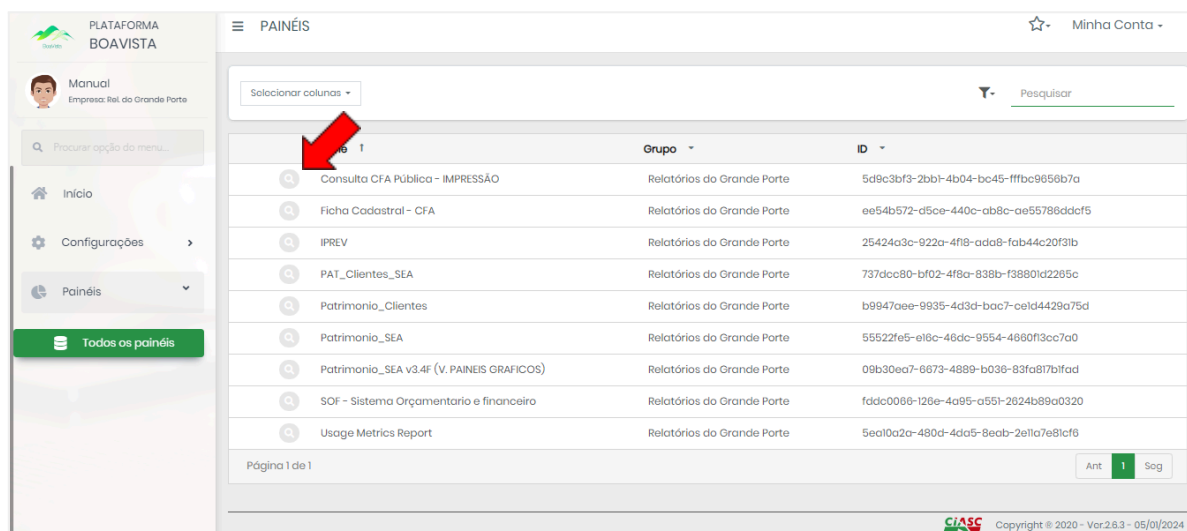 PLATAFORMA
BOAVISTA
PAINÉIS
Minha Conta
Manual
Empresa: Rel. do Grande Porte
Selecionar colunas
Pesquisar
Procurar opção do menu...
Início
Configurações
Painéis
Todos os painéis
Grupo ID
Consulta CFA Pública - IMPRESSÃO Relatórios do Grande Porte 5d9c3bf3-2bb1-4b04-bc45-fffbc9656b7a
Ficha Cadastral - CFA Relatórios do Grande Porte ee54b572-d5ce-440c-ab8c-ae55786ddcf5
IPREV Relatórios do Grande Porte 25424a3c-922a-4f18-ada8-fab44c20f31b
PAT_Clientes_SEA Relatórios do Grande Porte 737dcc80-bf02-4f8a-838b-f38801d2265c
Patrimonio_Clientes Relatórios do Grande Porte b9947aee-9935-4d3d-bac7-ce1d4429a75d
Patrimonio_SEA Relatórios do Grande Porte 55522fe5-e16c-46dc-9554-4660f13cc7a0
Patrimonio_SEA v3.4F (V. PAINEIS GRAFICOS) Relatórios do Grande Porte 09b30ea7-6673-4889-b036-83fa817b1fad
SOF - Sistema Orçamentario e financeiro Relatórios do Grande Porte fddc0066-126e-4a95-a551-2624b89a0320
Usage Metrics Report Relatórios do Grande Porte 5ea10a2a-480d-4da5-8eab-2e11a7e81cf6
Página 1 de 1
Ant 1 Seg
CIASC Copyright © 2020 - Ver.2.6.3 - 05/01/2024